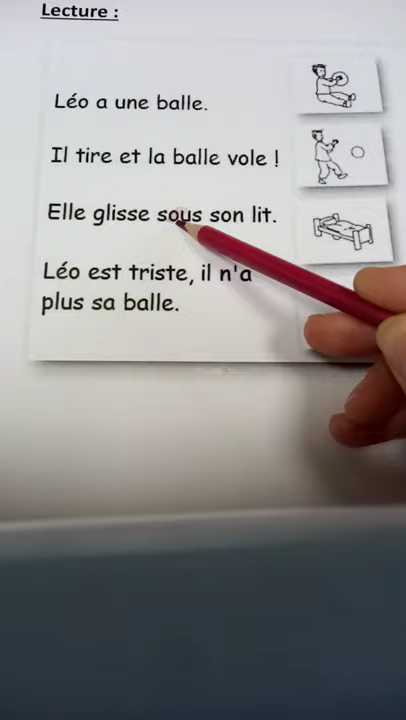 Lecture :
Léo a une balle.
Il tire et la balle vole !
Elle glisse sous son lit.
Léo est triste, il n'a
plus sa balle.